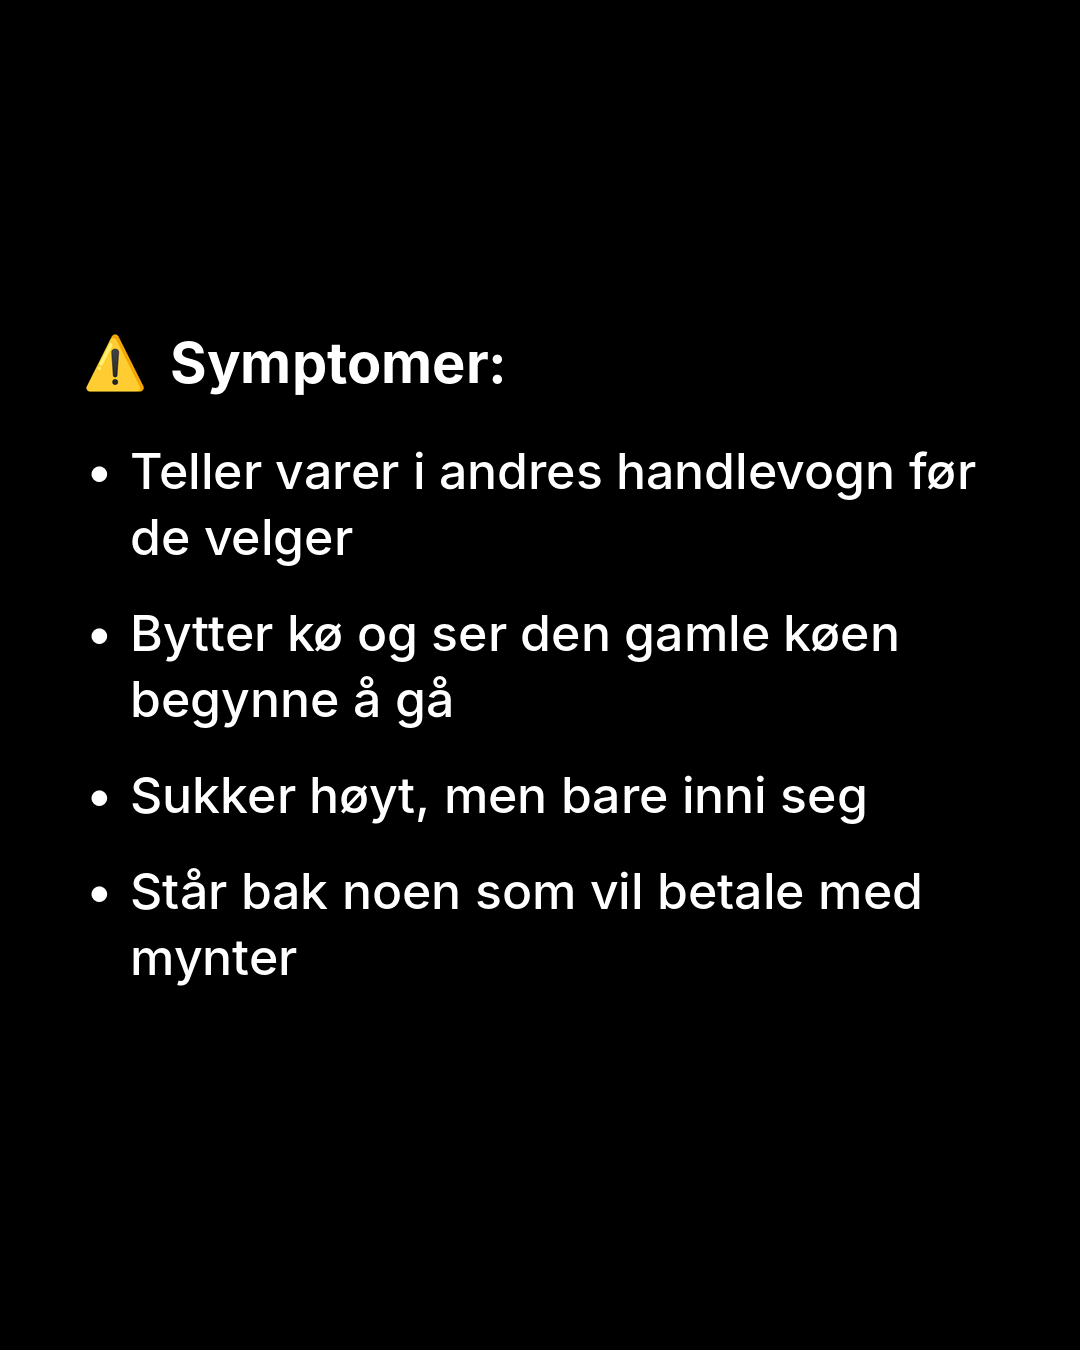 ⚠️ Symptomer:
• Teller varer i andres handlevogn før
de velger
• Bytter kø og ser den gamle køen
begynne å gå
• Sukker høyt, men bare inni seg
• Står bak noen som vil betale med
mynter